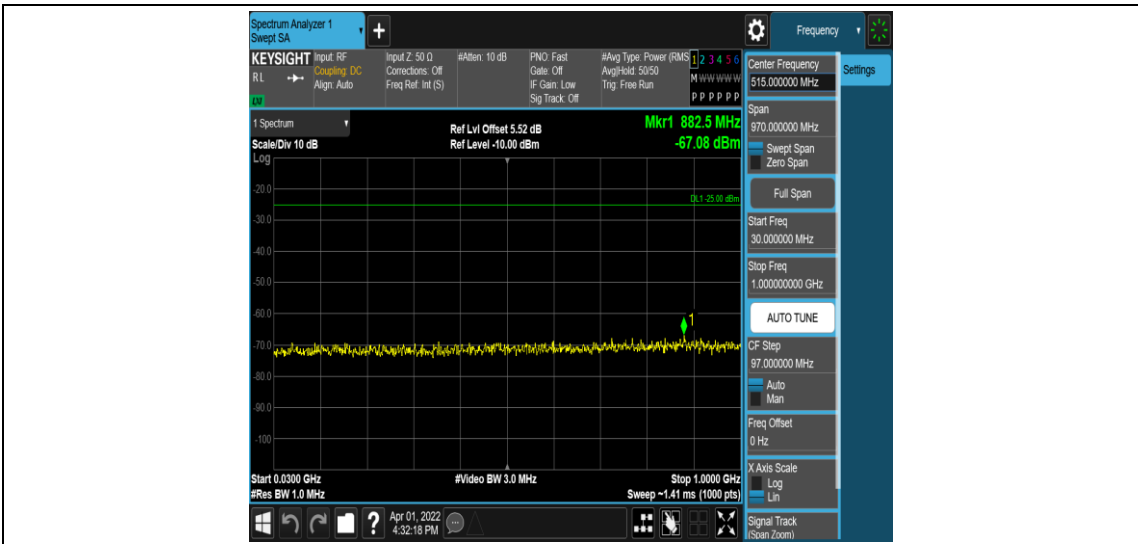 Spectrum Analyzer 1
Swept SA
+
Frequency
KEYSIGHT
RL
LXI
Input: RF
Coupling: DC
Align: Auto
Input Z: 50 Ω
Corrections: Off
Freq Ref: Int (S)
#Atten: 10 dB
PNO: Fast
Gate: Off
IF Gain: Low
Sig Track: Off
#Avg Type: Power (RMS
Avg|Hold: 50/50
Trig: Free Run
1 2 3 4 5 6
M W W W W W
P P P P P P
1 Spectrum
Scale/Div 10 dB
Log
Ref Lvl Offset 5.52 dB
Ref Level -10.00 dBm
Mkr1 882.5 MHz
-67.08 dBm
DL1 -25.00 dBm
-20.0
-30.0
-40.0
-50.0
-60.0
1
-70.0
-80.0
-90.0
-100
Start 0.0300 GHz
#Res BW 1.0 MHz
#Video BW 3.0 MHz
Stop 1.0000 GHz
Sweep ~1.41 ms (1000 pts)
Center Frequency
515.000000 MHz
Settings
Span
970.000000 MHz
Swept Span
Zero Span
Full Span
Start Freq
30.000000 MHz
Stop Freq
1.000000000 GHz
AUTO TUNE
CF Step
97.000000 MHz
Auto
Man
Freq Offset
0 Hz
X Axis Scale
Log
Lin
Signal Track
(Span Zoom)
?
Apr 01, 2022
4:32:18 PM